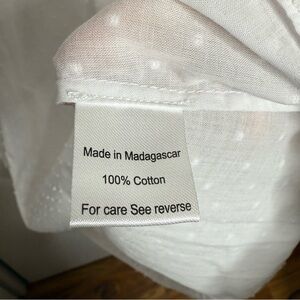 Made in Madagascar
100% Cotton
For care See reverse